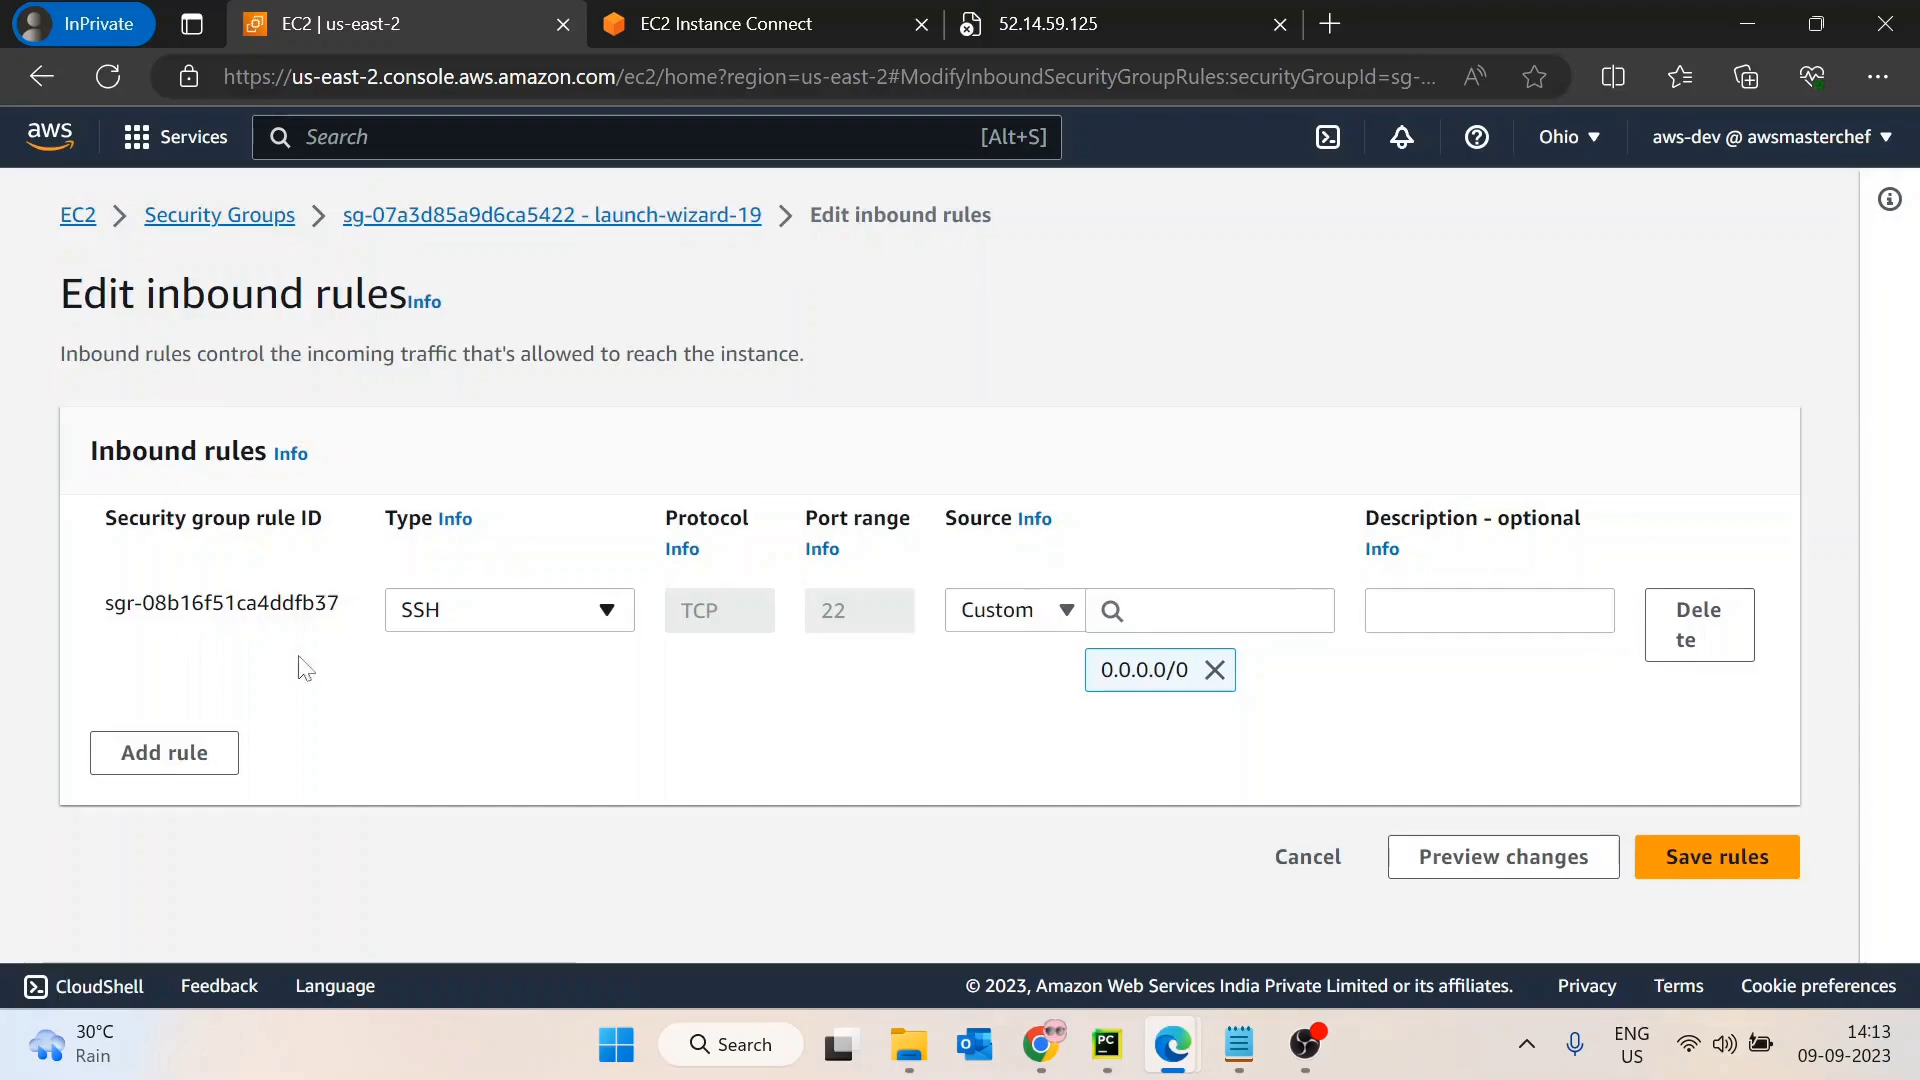 InPrivate
EC2 | us-east-2
EC2 Instance Connect
52.14.59.125
https://us-east-2.console.aws.amazon.com/ec2/home?region=us-east-2#ModifyInboundSecurityGroupRules:securityGroupId=sg-...
aws
Services
Search
[Alt+S]
Ohio
aws-dev @ awsmasterchef
EC2
Security Groups
sg-07a3d85a9d6ca5422 - launch-wizard-19
Edit inbound rules
Edit inbound rules Info
Inbound rules control the incoming traffic that's allowed to reach the instance.
Inbound rules Info
Security group rule ID
Type Info
Protocol
Info
Port range
Info
Source Info
Description - optional
Info
sgr-08b16f51ca4ddfb37
SSH
TCP
22
Custom
0.0.0.0/0
Dele
te
Add rule
Cancel
Preview changes
Save rules
CloudShell
Feedback
Language
© 2023, Amazon Web Services India Private Limited or its affiliates.
Privacy
Terms
Cookie preferences
30°C
Rain
Search
PC
ENG
US
14:13
09-09-2023